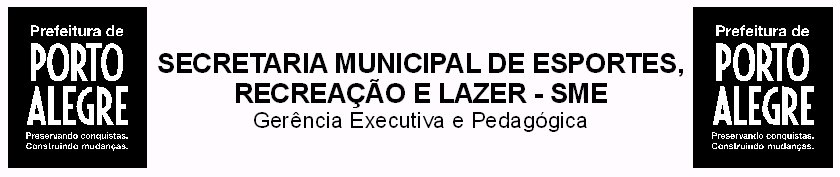 Prefeitura de
PORTO
ALEGRE
Preservando conquistas.
Construindo mudanças.
SECRETARIA MUNICIPAL DE ESPORTES,
RECREAÇÃO E LAZER - SME
Gerência Executiva e Pedagógica
Prefeitura de
PORTO
ALEGRE
Preservando conquistas.
Construindo mudanças.